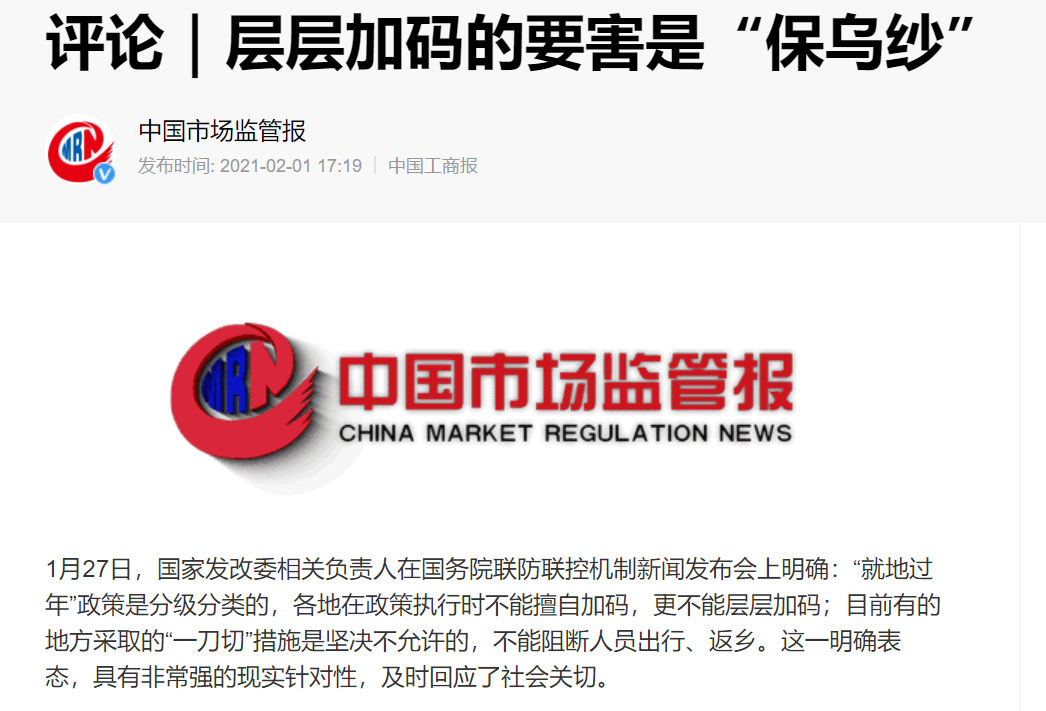 评论｜层层加码的要害是“保乌纱”
中国市场监管报
发布时间: 2021-02-01 17:19 | 中国工商报
MRN
中国市场监管报
CHINA MARKET REGULATION NEWS
1月27日，国家发改委相关负责人在国务院联防联控机制新闻发布会上明确：“就地过
年”政策是分级分类的，各地在政策执行时不能擅自加码，更不能层层加码；目前有的
地方采取的“一刀切”措施是坚决不允许的，不能阻断人员出行、返乡。这一明确表
态，具有非常强的现实针对性，及时回应了社会关切。